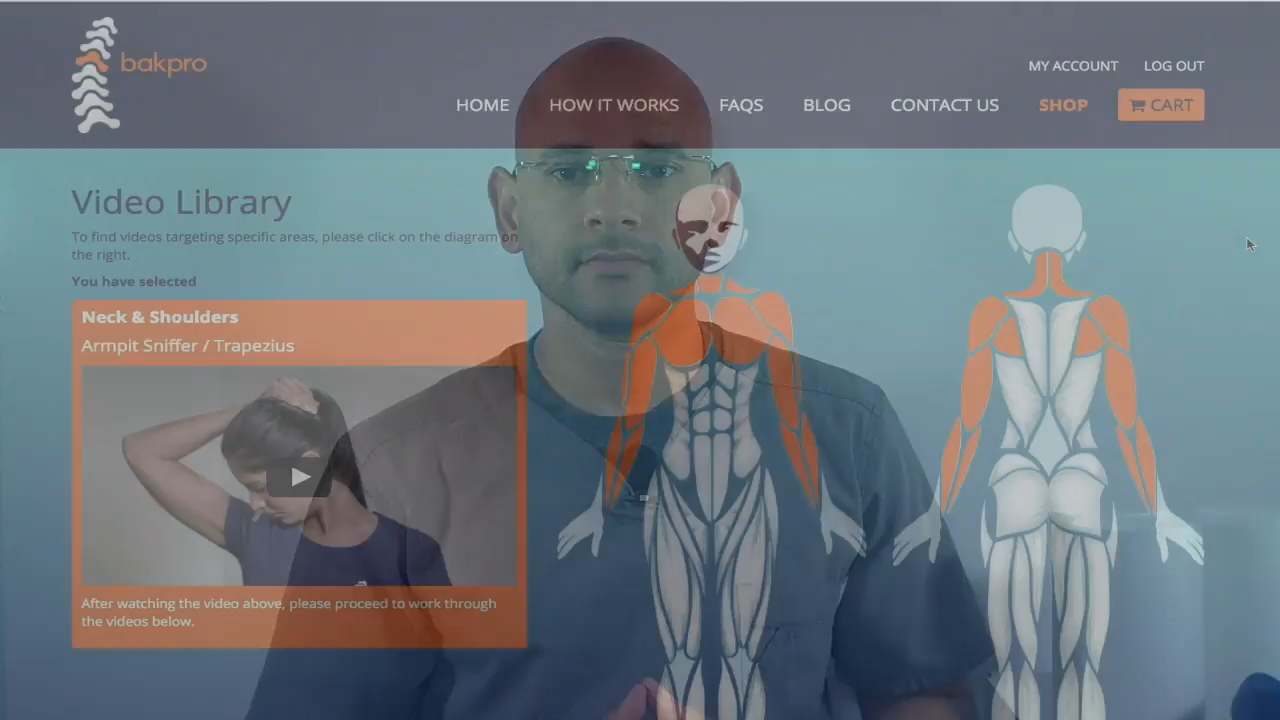 bakpro
MY ACCOUNT LOG OUT
HOME HOW IT WORKS FAQS BLOG CONTACT US SHOP CART
Video Library
To find videos targeting specific areas, please click on the diagram on
the right.
You have selected
Neck & Shoulders
Armpit Sniffer / Trapezius
After watching the video above, please proceed to work through
the videos below.